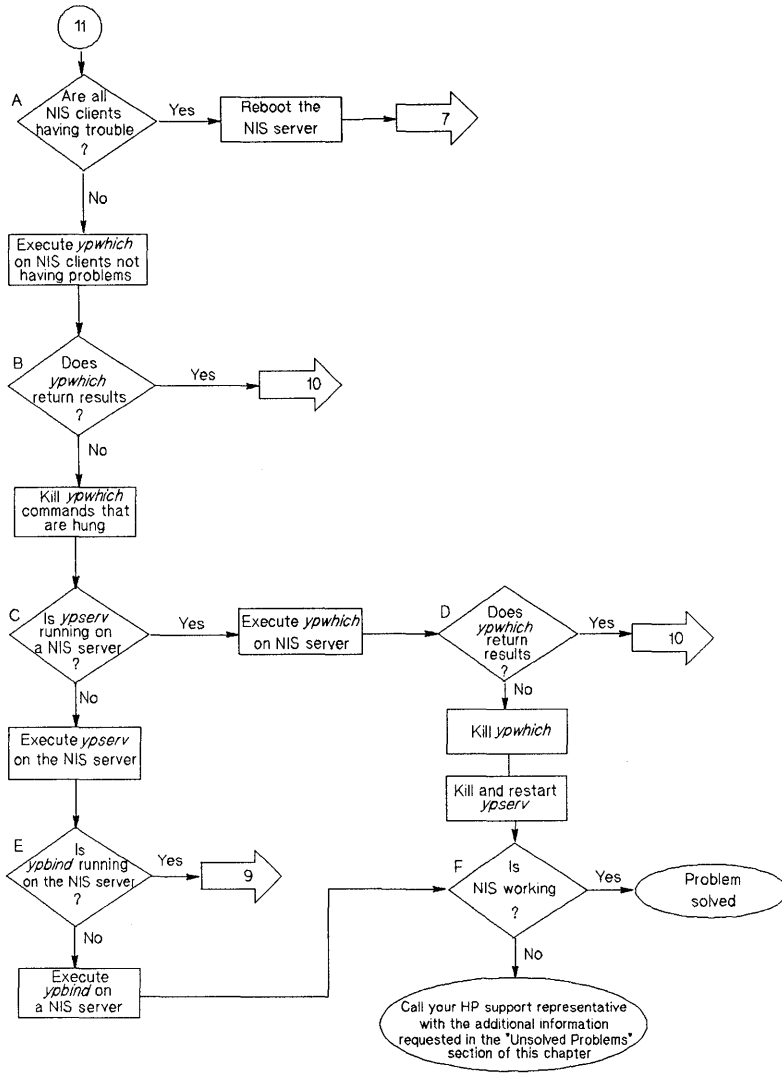 11
A
Are all
NIS clients
having trouble
?
Yes
Reboot the
NIS server
7
No
Execute ypwhich
on NIS clients not
having problems
B
Does
ypwhich
return results
?
Yes
10
No
Kill ypwhich
commands that
are hung
C
Is ypserv
running on
a NIS server
?
Yes
Execute ypwhich
on NIS server
D
Does
ypwhich
return
results
?
Yes
10
No
No
Execute ypserv
on the NIS server
Kill ypwhich
Kill and restart
ypserv
E
Is
ypbind running
on the NIS server
?
Yes
9
F
Is
NIS working
?
Yes
Problem
solved
No
Execute
ypbind on
a NIS server
No
Call your HP support representative
with the additional information
requested in the "Unsolved Problems"
section of this chapter